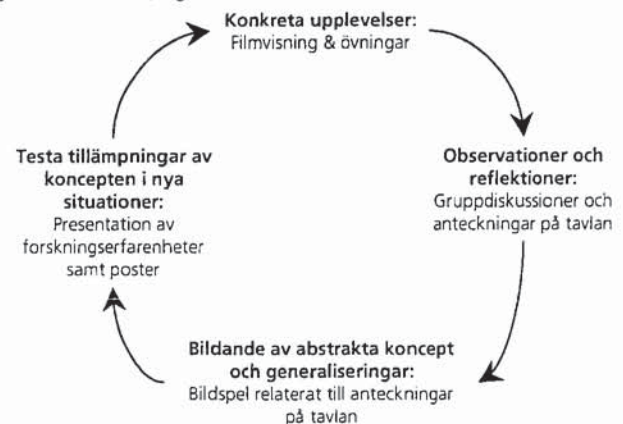 Konkreta upplevelser:
Filmvisning & övningar
Observationer och
reflektioner:
Gruppdiskussioner och
anteckningar på tavlan
Bildande av abstrakta koncept
och generaliseringar:
Bildspel relaterat till anteckningar
på tavlan
Testa tillämpningar av
koncepten i nya
situationer:
Presentation av
forskningserfarenheter
samt poster